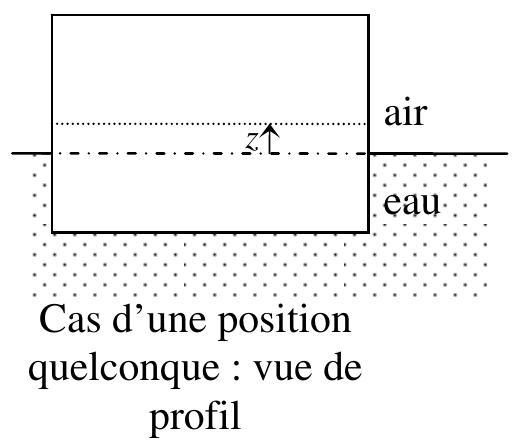 air
z
eau
Cas d’une position
quelconque : vue de
profil